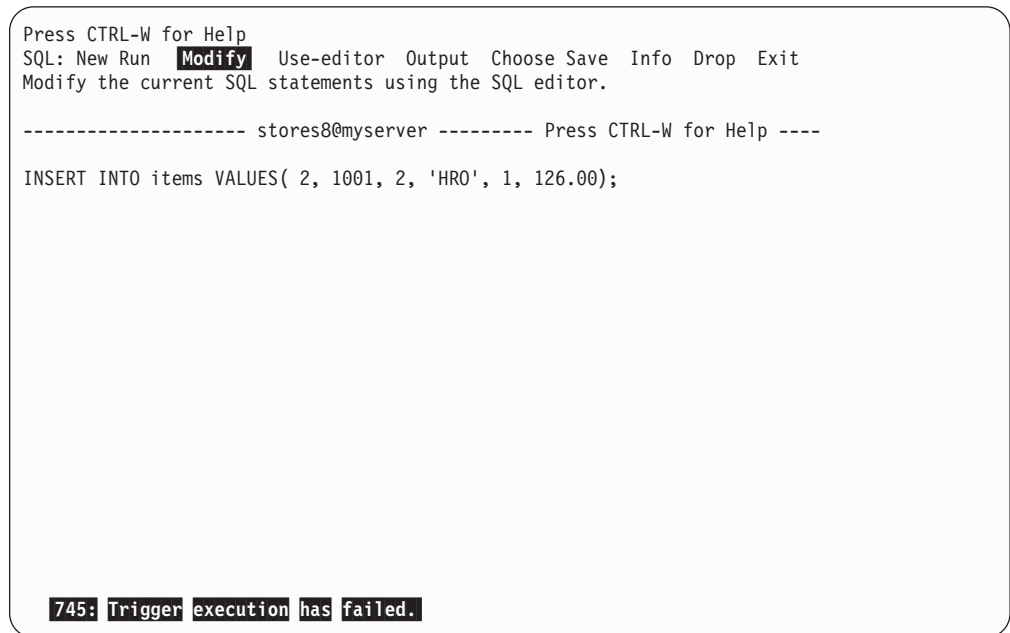 Press CTRL-W for Help
SQL: New Run Modify Use-editor Output Choose Save Info Drop Exit
Modify the current SQL statements using the SQL editor.
--------------------- stores8@myserver --------- Press CTRL-W for Help ----
INSERT INTO items VALUES( 2, 1001, 2, 'HRO', 1, 126.00);
745: Trigger execution has failed.